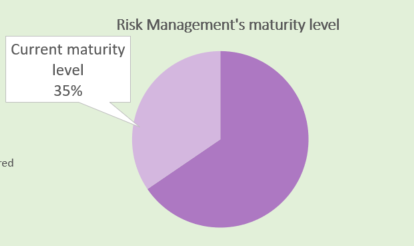 Risk Management's maturity level
Current maturity
level
35%
red